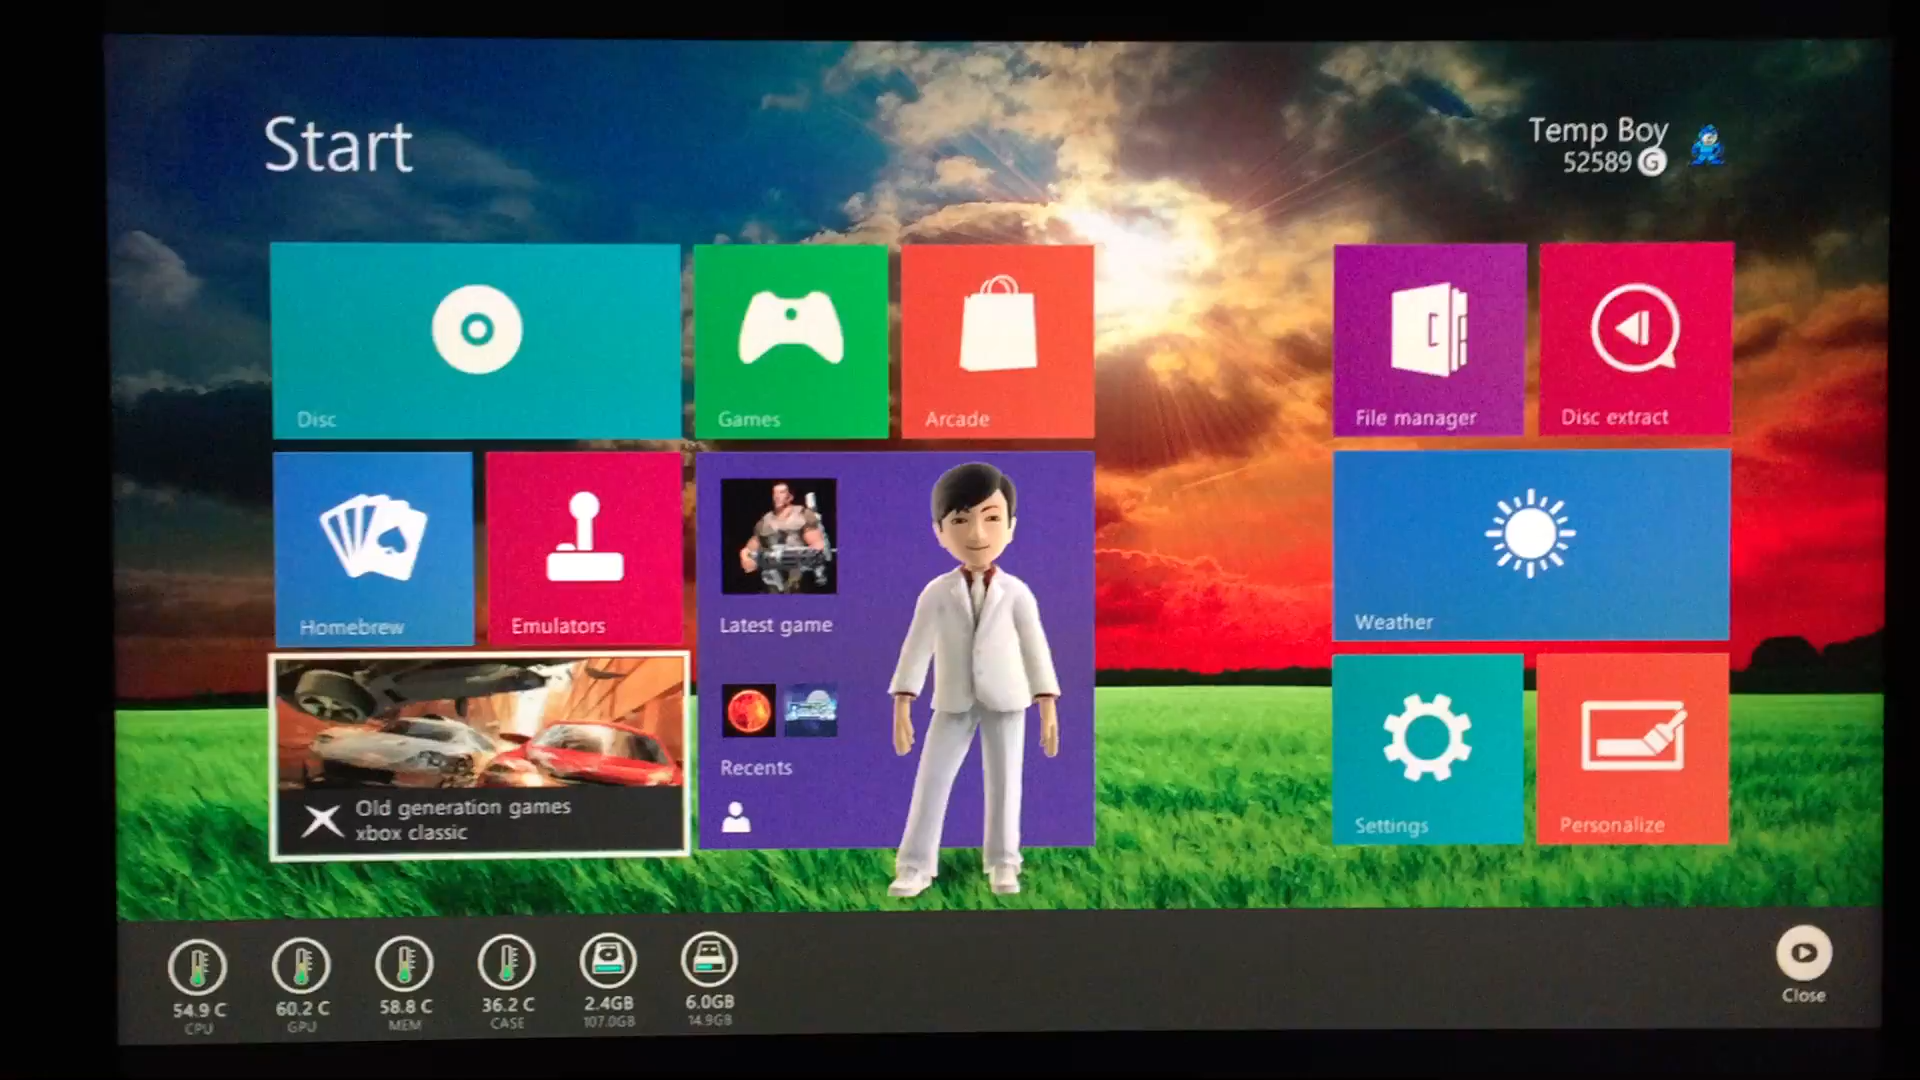 Start
Temp Boy
52589 G
Disc
Games
Arcade
File manager
Disc extract
Homebrew
Emulators
Latest game
Weather
Old generation games
xbox classic
Recents
Settings
Personalize
54.9 C
CPU
60.2 C
GPU
58.8 C
MEM
36.2 C
CASE
2.4GB
107.0GB
6.0GB
14.9GB
Close